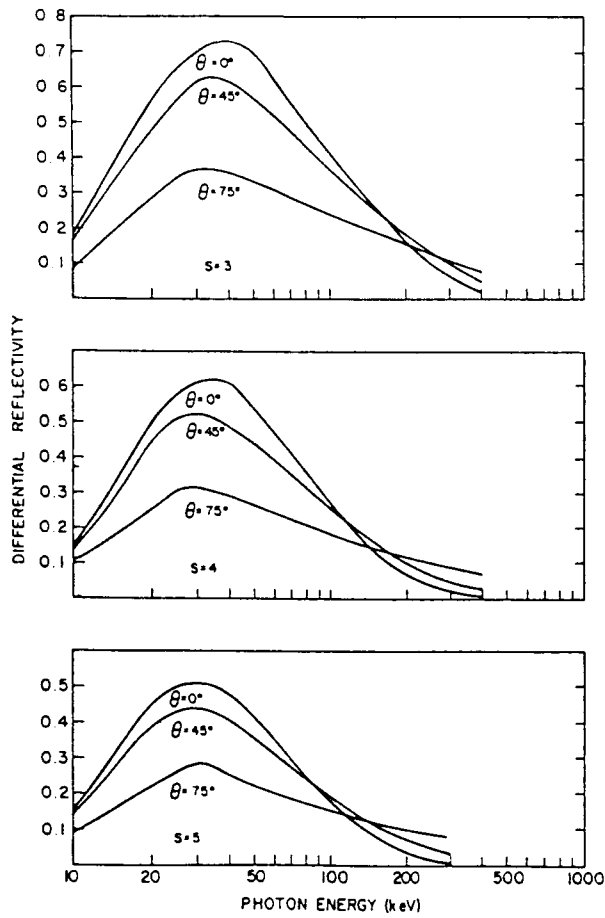 0.8
0.7
0.6
0.5
0.4
0.3
0.2
0.1
θ=0°
θ=45°
θ=75°
S=3
DIFFERENTIAL REFLECTIVITY
0.6
0.5
0.4
0.3
0.2
0.1
θ=0°
θ=45°
θ=75°
S=4
0.5
0.4
0.3
0.2
0.1
θ=0°
θ=45°
θ=75°
S=5
10 20 30 50 100 200 300 500 1000
PHOTON ENERGY (keV)